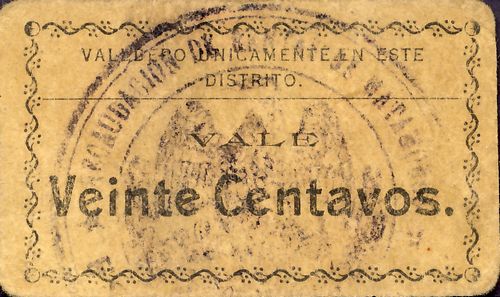 VALEDERO UNICAMENTE EN ESTE
DISTRITO.
VALE
Veinte Centavos.